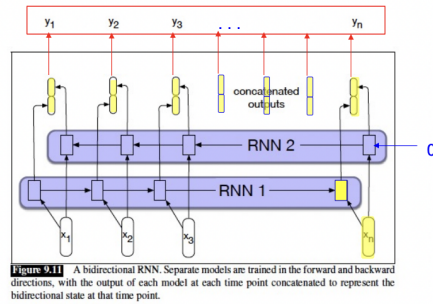 y1 y2 y3 . . . yn
concatenated
outputs
RNN 2
0
RNN 1
x1 x2 x3 xn
Figure 9.11 A bidirectional RNN. Separate models are trained in the forward and backward
directions, with the output of each model at each time point concatenated to represent the
bidirectional state at that time point.